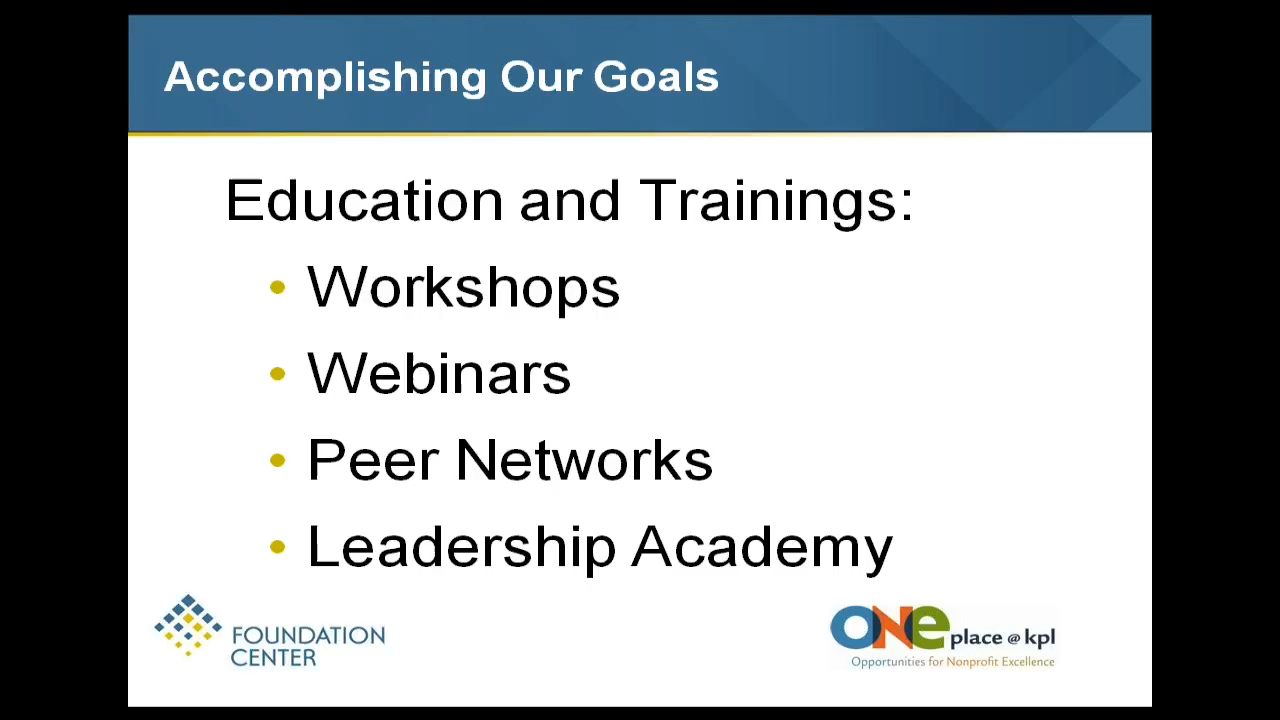 Accomplishing Our Goals
Education and Trainings:
• Workshops
• Webinars
• Peer Networks
• Leadership Academy
FOUNDATION
CENTER
ONE place @ kpl
Opportunities for Nonprofit Excellence